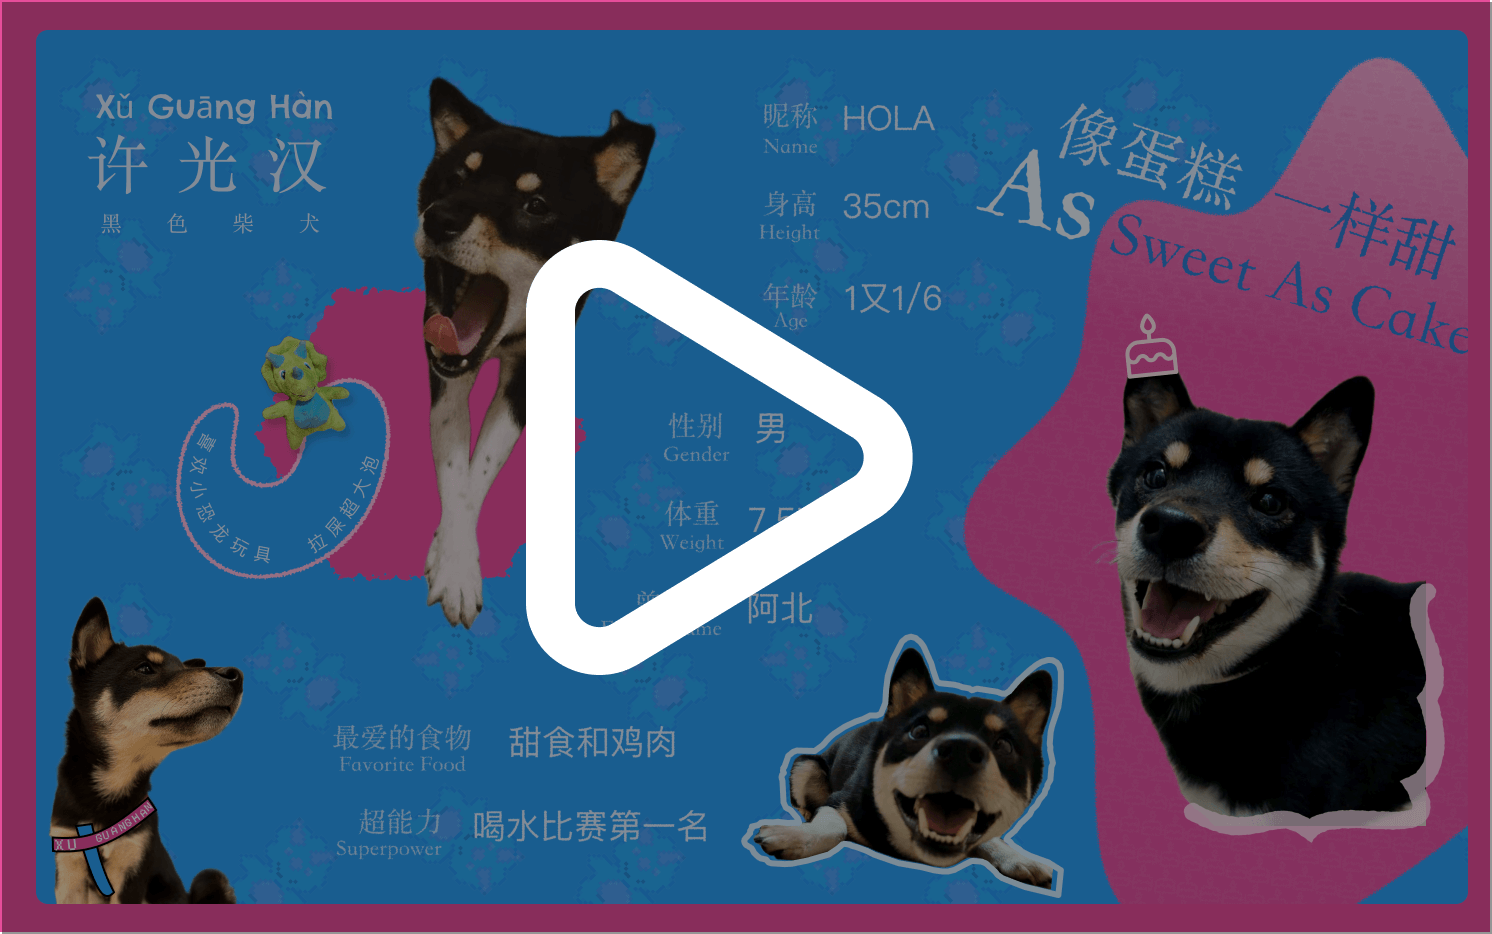 Xǔ Guāng Hàn
许光汉
黑色柴犬
昵称 HOLA
Name
身高 35cm
Height
年龄 1又1/6
Age
像蛋糕一样甜
As Sweet As Cake
喜欢小恐龙玩具
拉屎超大泡
性别 男
Gender
体重
Weight
阿北
最爱的食物 甜食和鸡肉
Favorite Food
超能力 喝水比赛第一名
Superpower
XU GUANGHAN